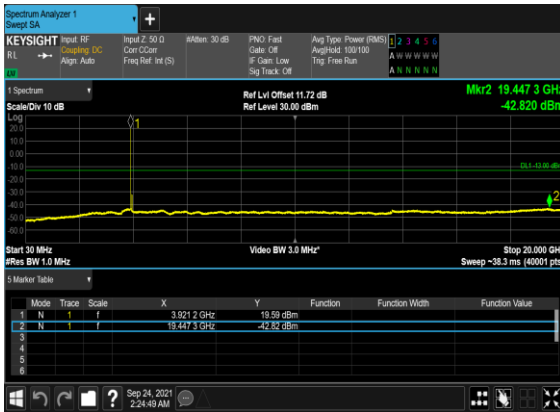 Spectrum Analyzer 1
Swept SA
+
KEYSIGHT Input: RF Input Z: 50 Ω #Atten: 30 dB PNO: Fast Avg Type: Power (RMS) 1 2 3 4 5 6
RL Coupling: DC Corr CCorr Gate: Off Avg|Hold: 100/100 A W W W W W
Align: Auto Freq Ref: Int (S) IF Gain: Low Trig: Free Run
LXI Sig Track: Off A N N N N N
1 Spectrum Ref Lvl Offset 11.72 dB Mkr2 19.447 3 GHz
Scale/Div 10 dB Ref Level 30.00 dBm -42.820 dBm
Log
20.0
10.0
0.00
-10.0
-20.0
-30.0
-40.0
-50.0
-60.0
1
DL1 -13.00 dBm
2
Start 30 MHz Video BW 3.0 MHz* Stop 20.000 GH
#Res BW 1.0 MHz Sweep ~38.3 ms (40001 pts
5 Marker Table
Mode Trace Scale X Y Function Function Width Function Value
1 N 1 f 3.921 2 GHz 19.59 dBm
2 N 1 f 19.447 3 GHz -42.82 dBm
3
4
5
6
? Sep 24, 2021
2:24:49 AM